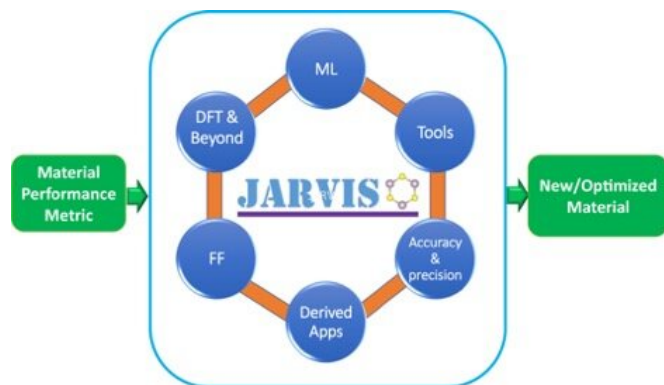 ML
DFT &
Beyond
Tools
Material
Performance
Metric
JARVIS
New/Optimized
Material
FF
Accuracy
&
precision
Derived
Apps